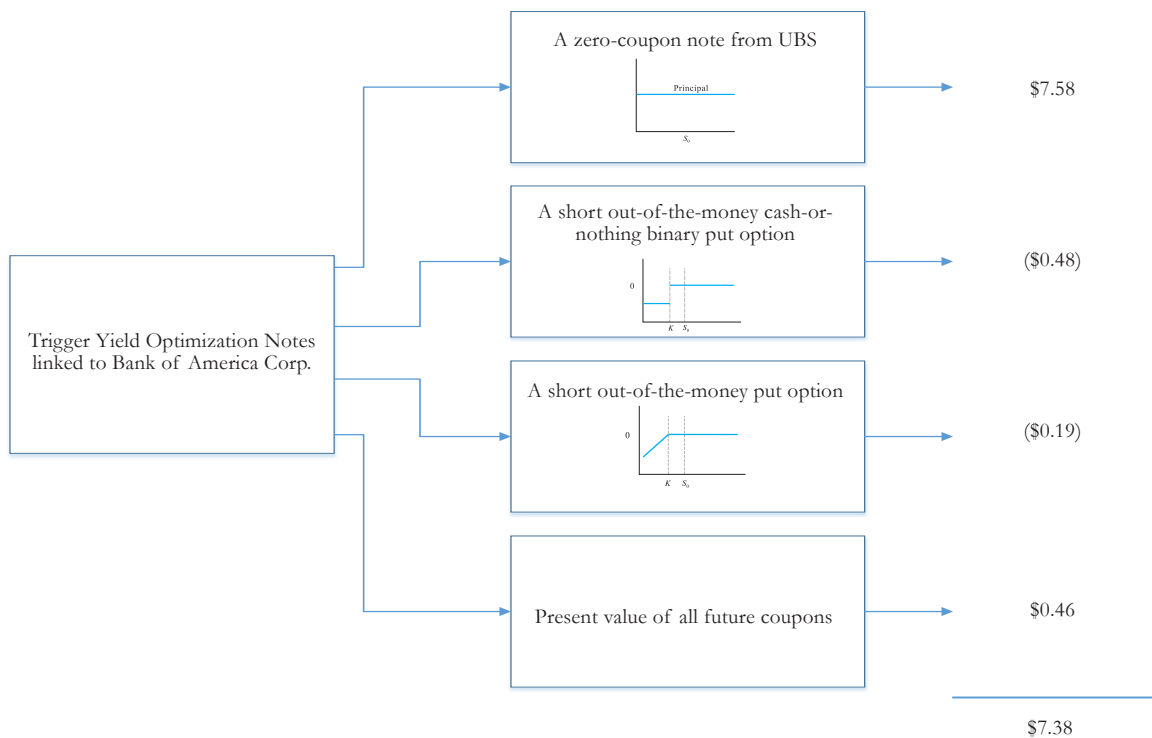 A zero-coupon note from UBS
Principal
S0
$7.58
A short out-of-the-money cash-or-
nothing binary put option
0
K
S0
($0.48)
Trigger Yield Optimization Notes
linked to Bank of America Corp.
A short out-of-the-money put option
0
K
S0
($0.19)
Present value of all future coupons
$0.46
$7.38